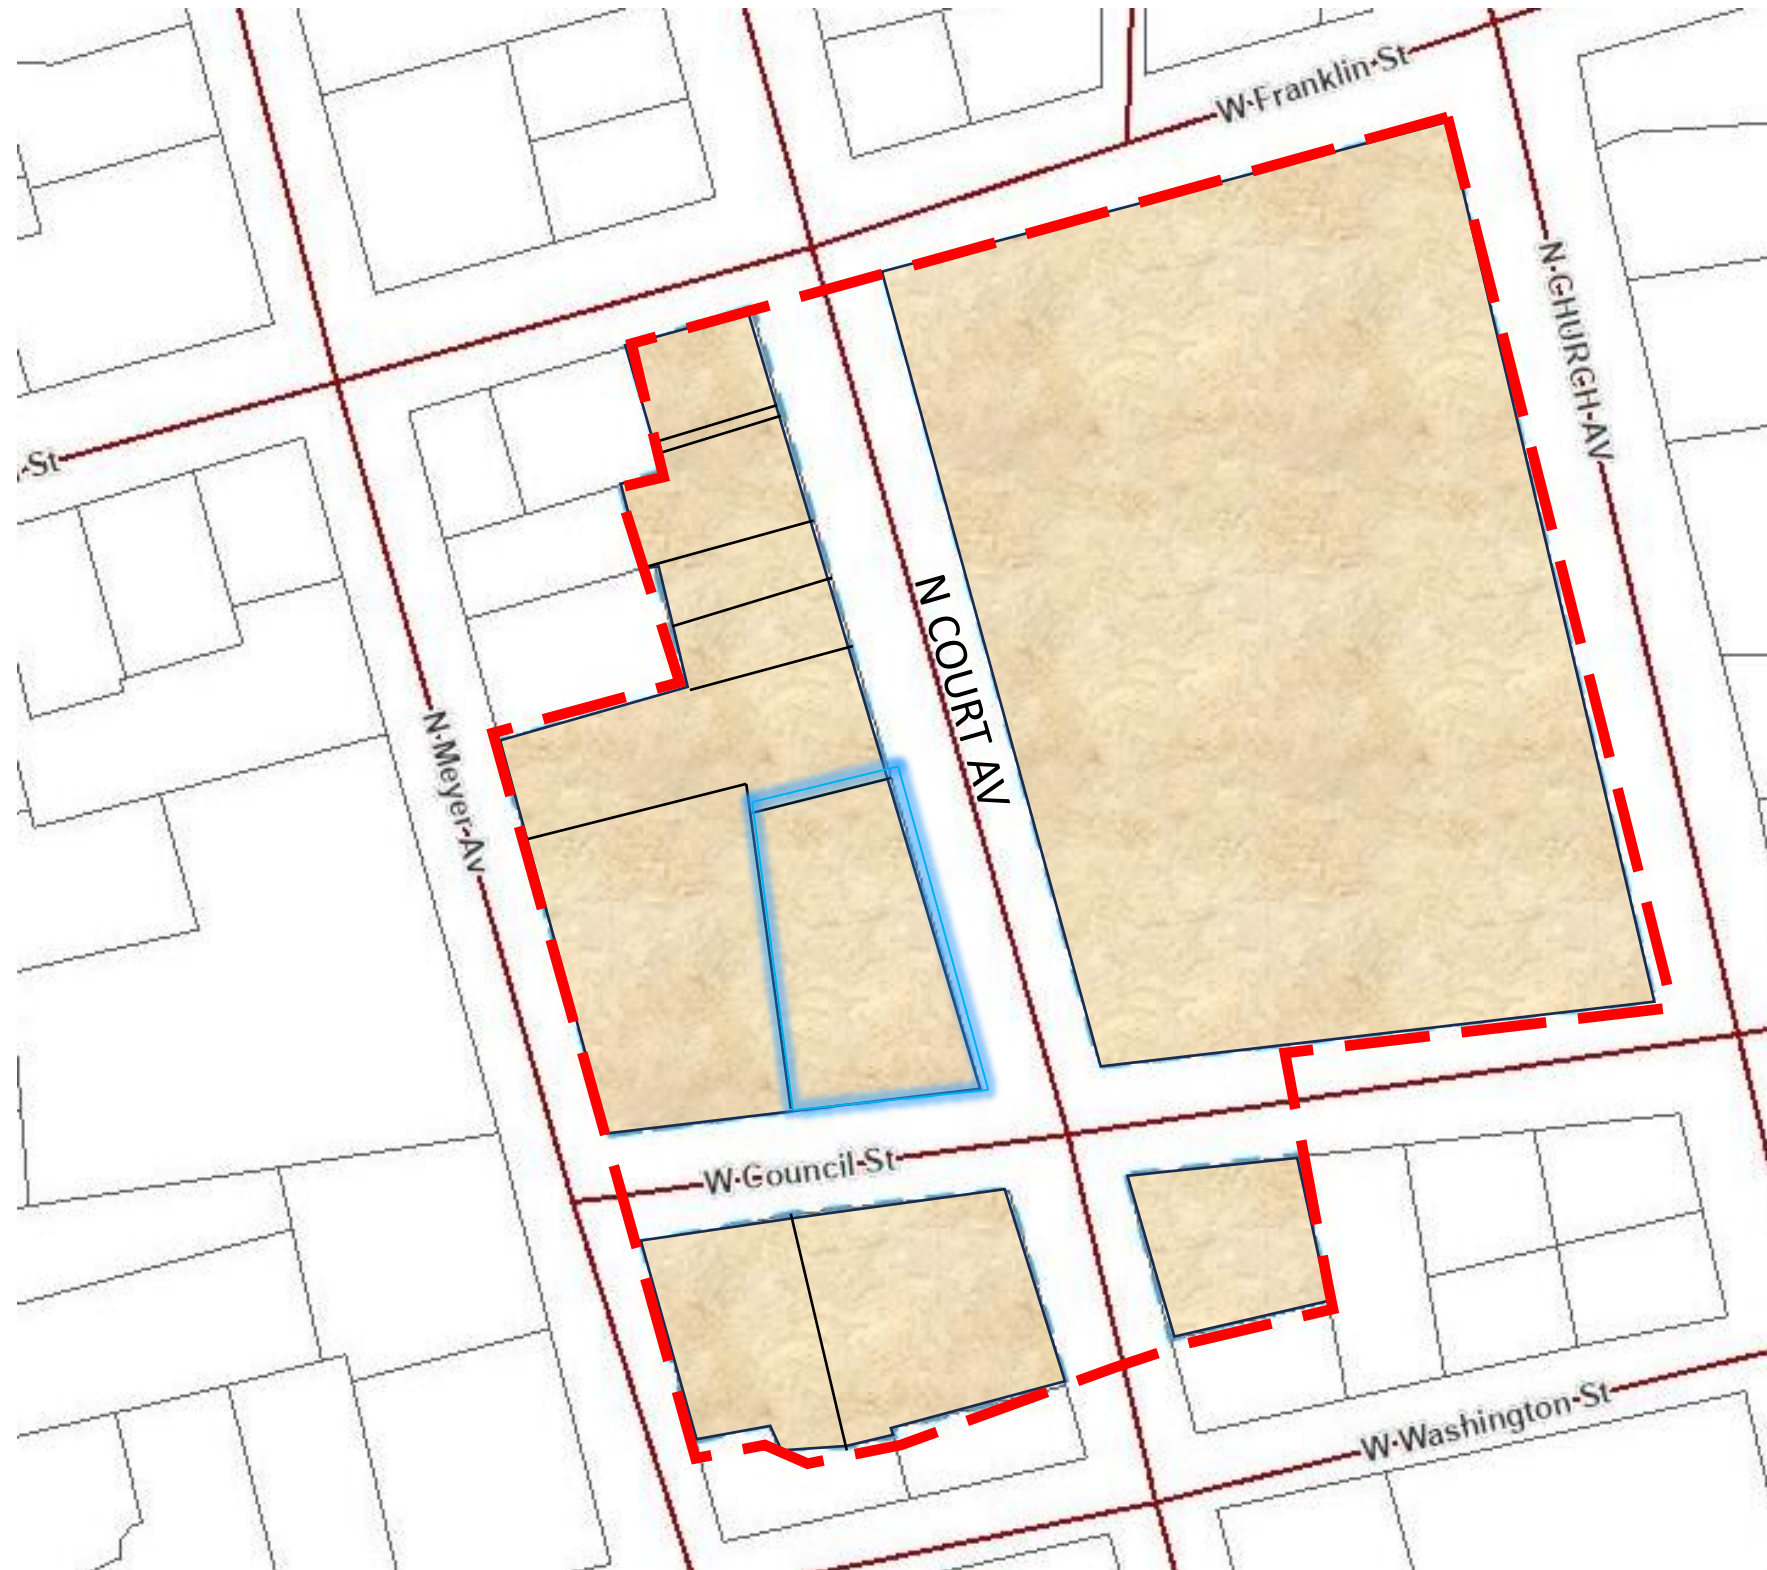 W Franklin St
N CHURCH AV
St
N COURT AV
N Meyer Av
W Council St
W Washington St